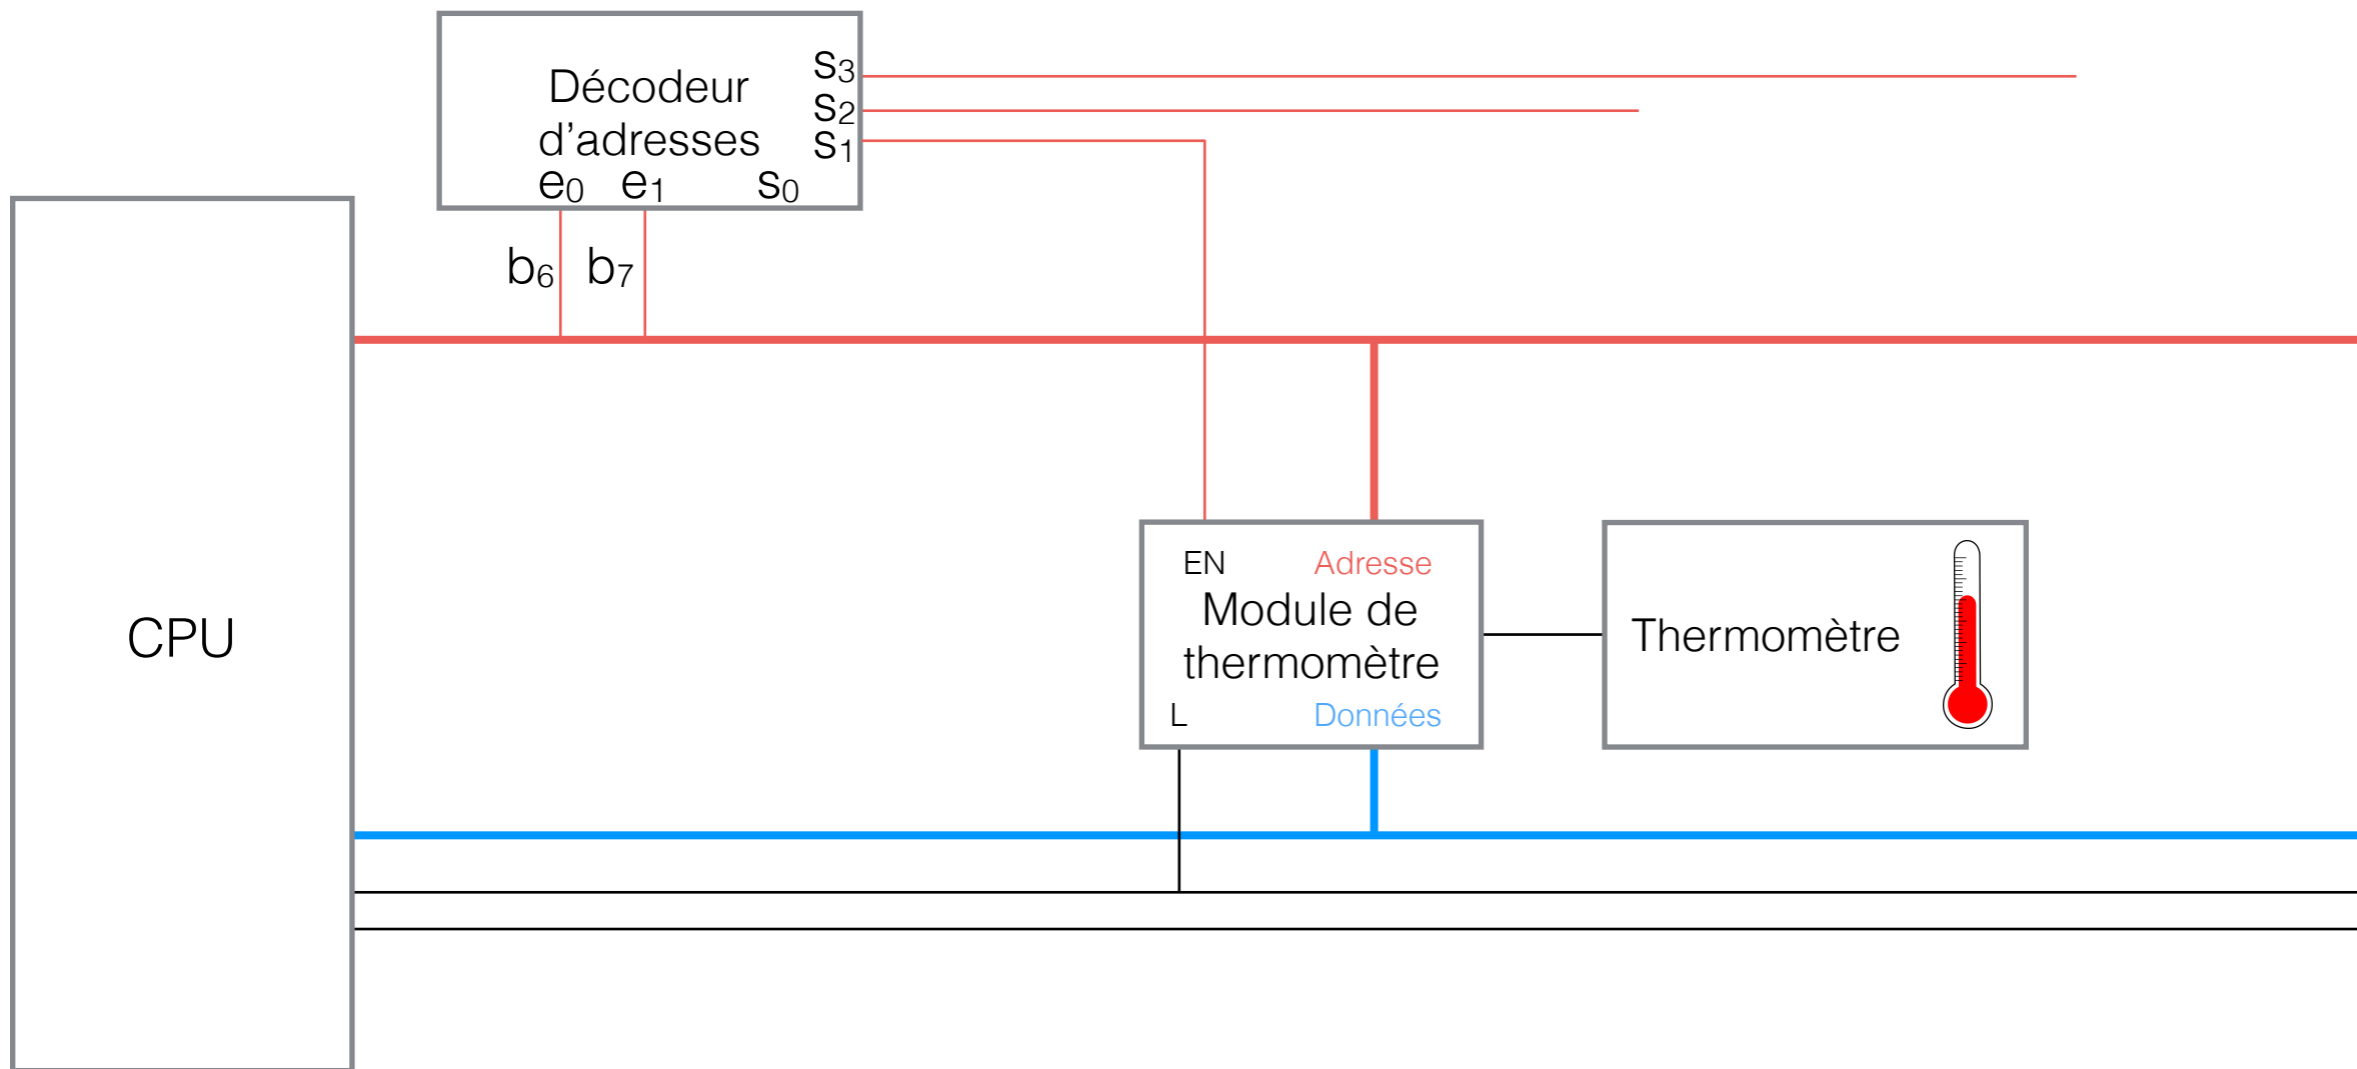 Décodeur
d'adresses
s3
s2
s1
e0 e1 s0
b6 b7
CPU
EN Adresse
Module de
thermomètre
L Données
Thermomètre